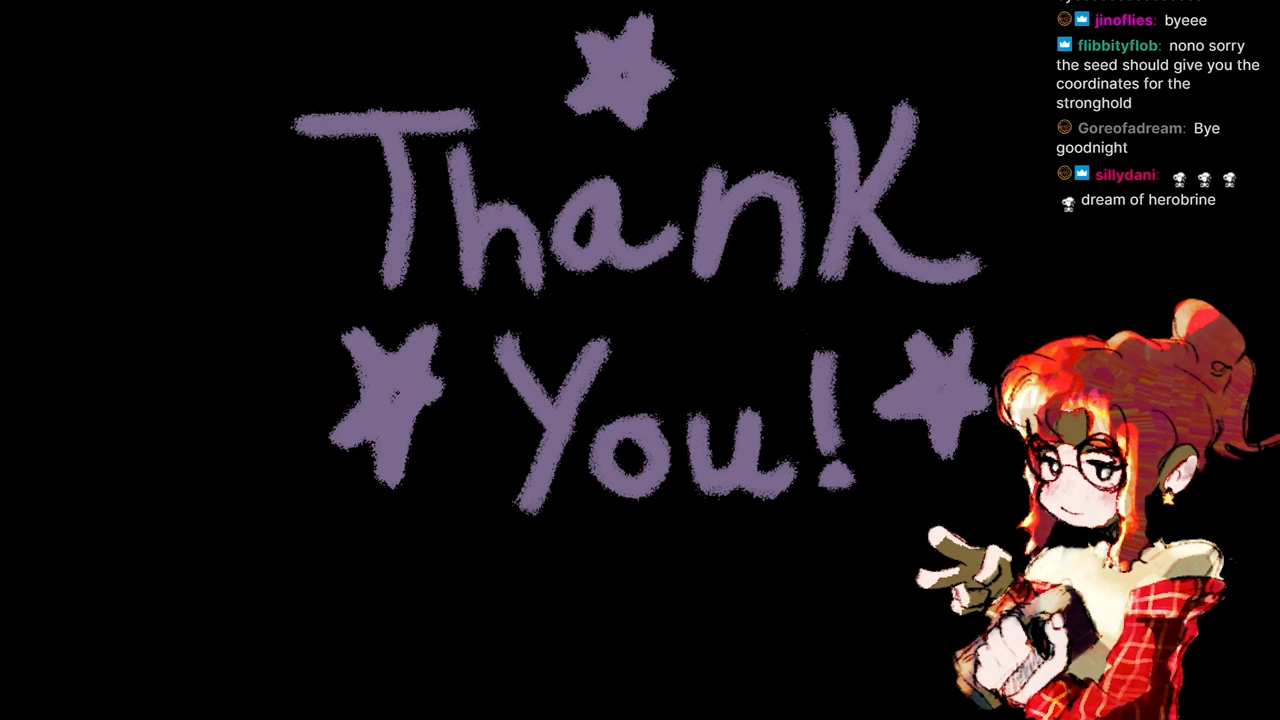 Thank
You!
jinoflies: byeee
flibbityflob: nono sorry
the seed should give you the
coordinates for the
stronghold
Goreofadream: Bye
goodnight
sillydani:
dream of herobrine